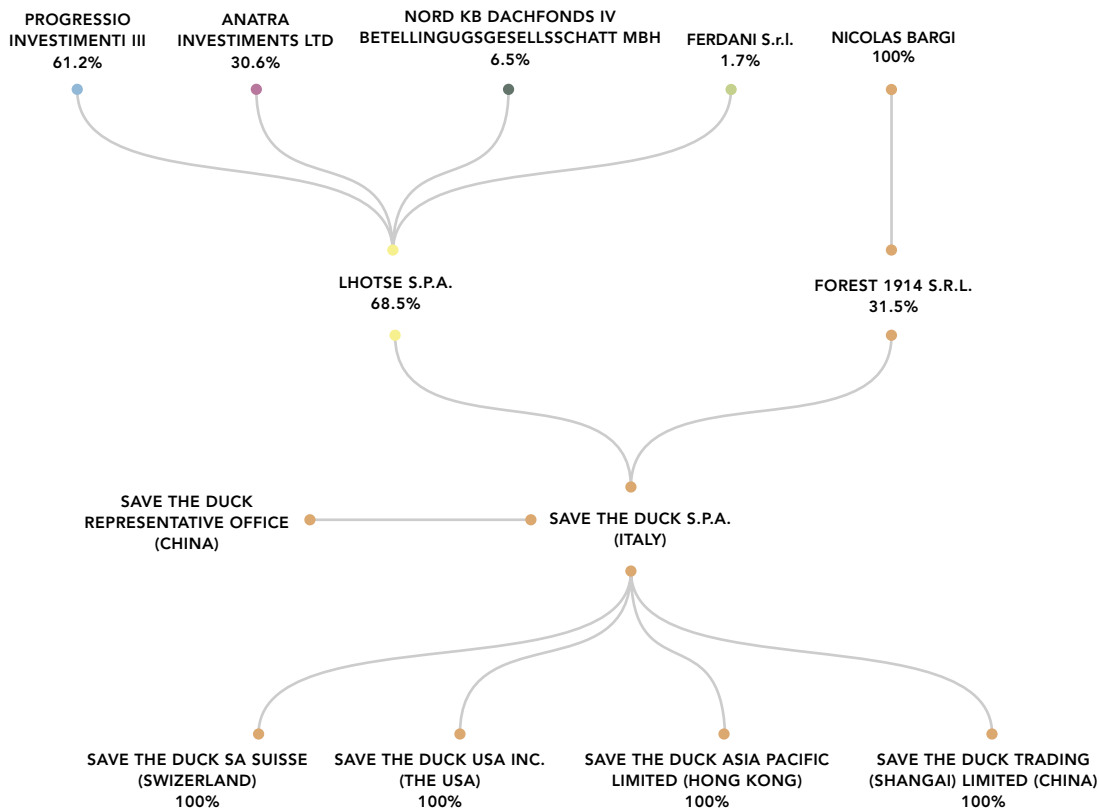 PROGRESSIO
INVESTIMENTI III
61.2%
ANATRA
INVESTIMENTS LTD
30.6%
NORD KB DACHFONDS IV
BETELLINGUGSGESELLSSCHATT MBH
6.5%
FERDANI S.r.l.
1.7%
NICOLAS BARGI
100%
LHOTSE S.P.A.
68.5%
FOREST 1914 S.R.L.
31.5%
SAVE THE DUCK
REPRESENTATIVE OFFICE
(CHINA)
SAVE THE DUCK S.P.A.
(ITALY)
SAVE THE DUCK SA SUISSE
(SWIZERLAND)
100%
SAVE THE DUCK USA INC.
(THE USA)
100%
SAVE THE DUCK ASIA PACIFIC
LIMITED (HONG KONG)
100%
SAVE THE DUCK TRADING
(SHANGAI) LIMITED (CHINA)
100%